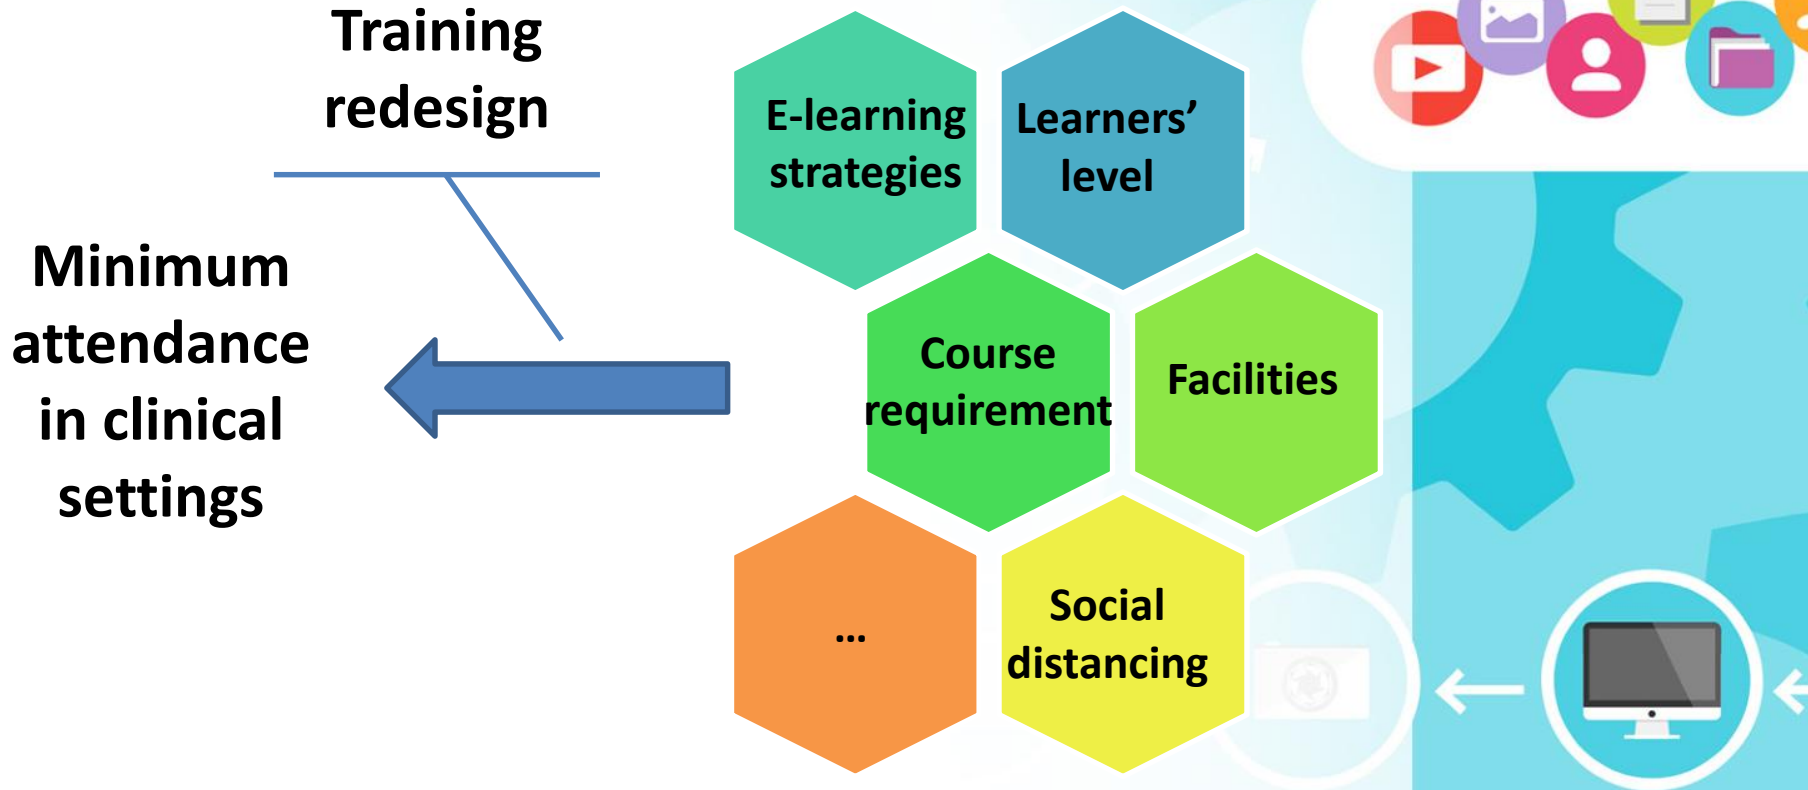 Training
redesign
Minimum
attendance
in clinical
settings
E-learning
strategies
Learners’
level
Course
requirement
Facilities
...
Social
distancing